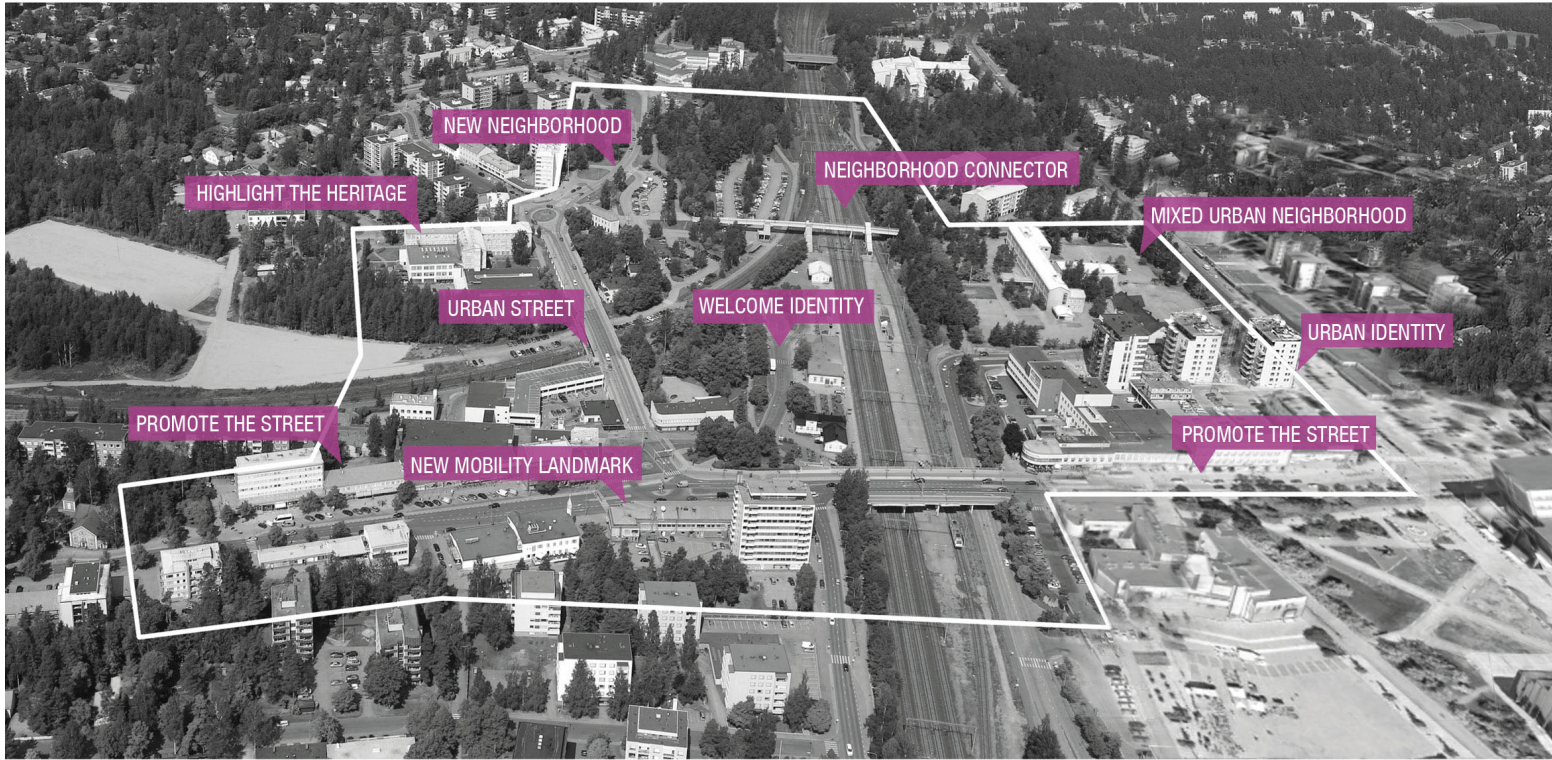 NEW NEIGHBORHOOD
NEIGHBORHOOD CONNECTOR
HIGHLIGHT THE HERITAGE
MIXED URBAN NEIGHBORHOOD
URBAN STREET
WELCOME IDENTITY
URBAN IDENTITY
PROMOTE THE STREET
PROMOTE THE STREET
NEW MOBILITY LANDMARK